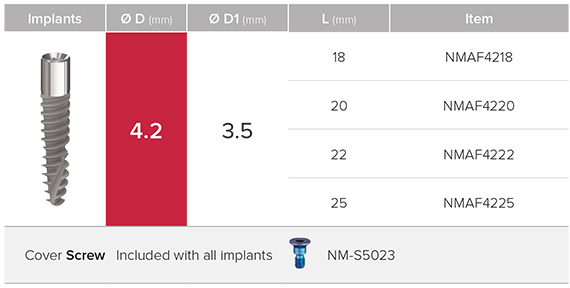 Implants Ø D (mm) Ø D1 (mm) L (mm) Item
18 NMAF4218
20 NMAF4220
4.2 3.5
22 NMAF4222
25 NMAF4225
Cover Screw Included with all implants NM-S5023